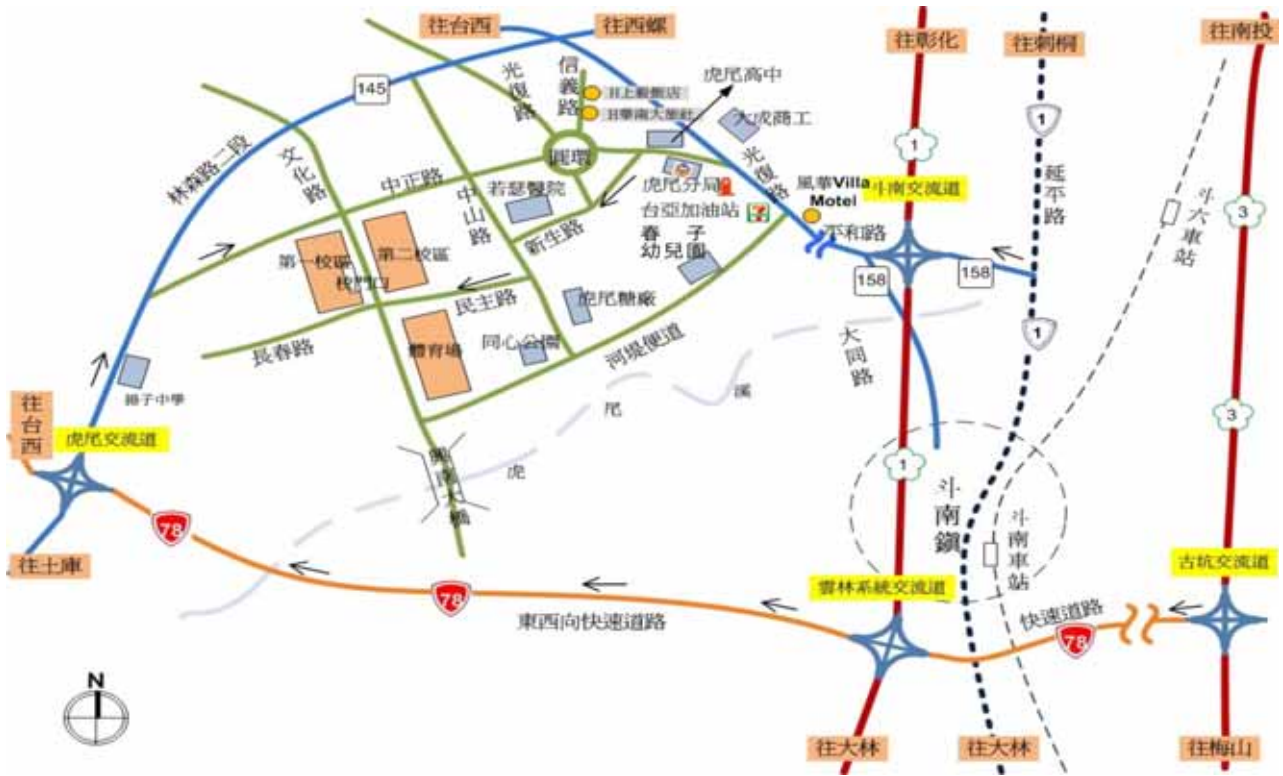 往台西
往西螺
往彰化
往刺桐
往南投
145
光復路
信義路
虎尾高中
日華南大旅社
大成商工
1
1
林森路二段
文化路
中正路
中山路
圓環
若瑟醫院
虎尾分局
台亞加油站
春子
幼兒園
光復路
風華Villa
Motel
斗南交流道
延平路
斗六車站
3
新生路
平和路
158
158
第一校區
第二校區
校門口
民主路
虎尾糖廠
長春路
體育場
同心公園
河堤便道
大同路
1
揚子中學
尾
溪
往台西
虎尾交流道
虎
3
1
斗南鎮
斗南車站
78
往土庫
78
東西向快速道路
雲林系統交流道
快速道路
78
古坑交流道
N
往大林
往大林
往梅山